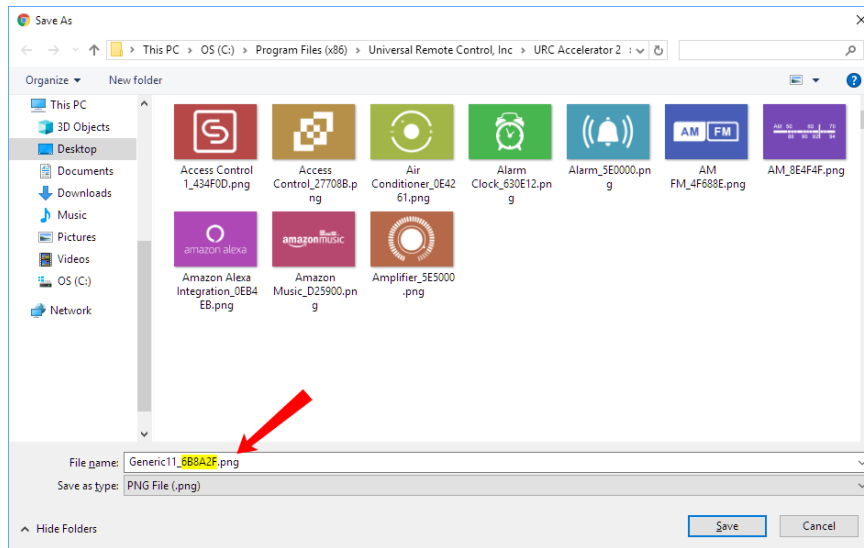 Save As
This PC > OS (C:) > Program Files (x86) > Universal Remote Control, Inc > URC Accelerator 2
Organize New folder
This PC
3D Objects
Desktop
Documents
Downloads
Music
Pictures
Videos
OS (C:)
Network
AM FM
amazon alexa
amazon music
Access Control
1_434F0D.png
Access
Control_27708B.p
ng
Air
Conditioner_0E42
61.png
Alarm
Clock_630E12.pn
g
Alarm_5E0000.pn
g
AM
FM_4F688E.png
AM_8E4F4F.png
Amazon Alexa
Integration_0EB4
EB.png
Amazon
Music_D25900.pn
g
Amplifier_5E5000
.png
File name: Generic11_6B8A2F.png
Save as type: PNG File (.png)
Hide Folders
Save Cancel